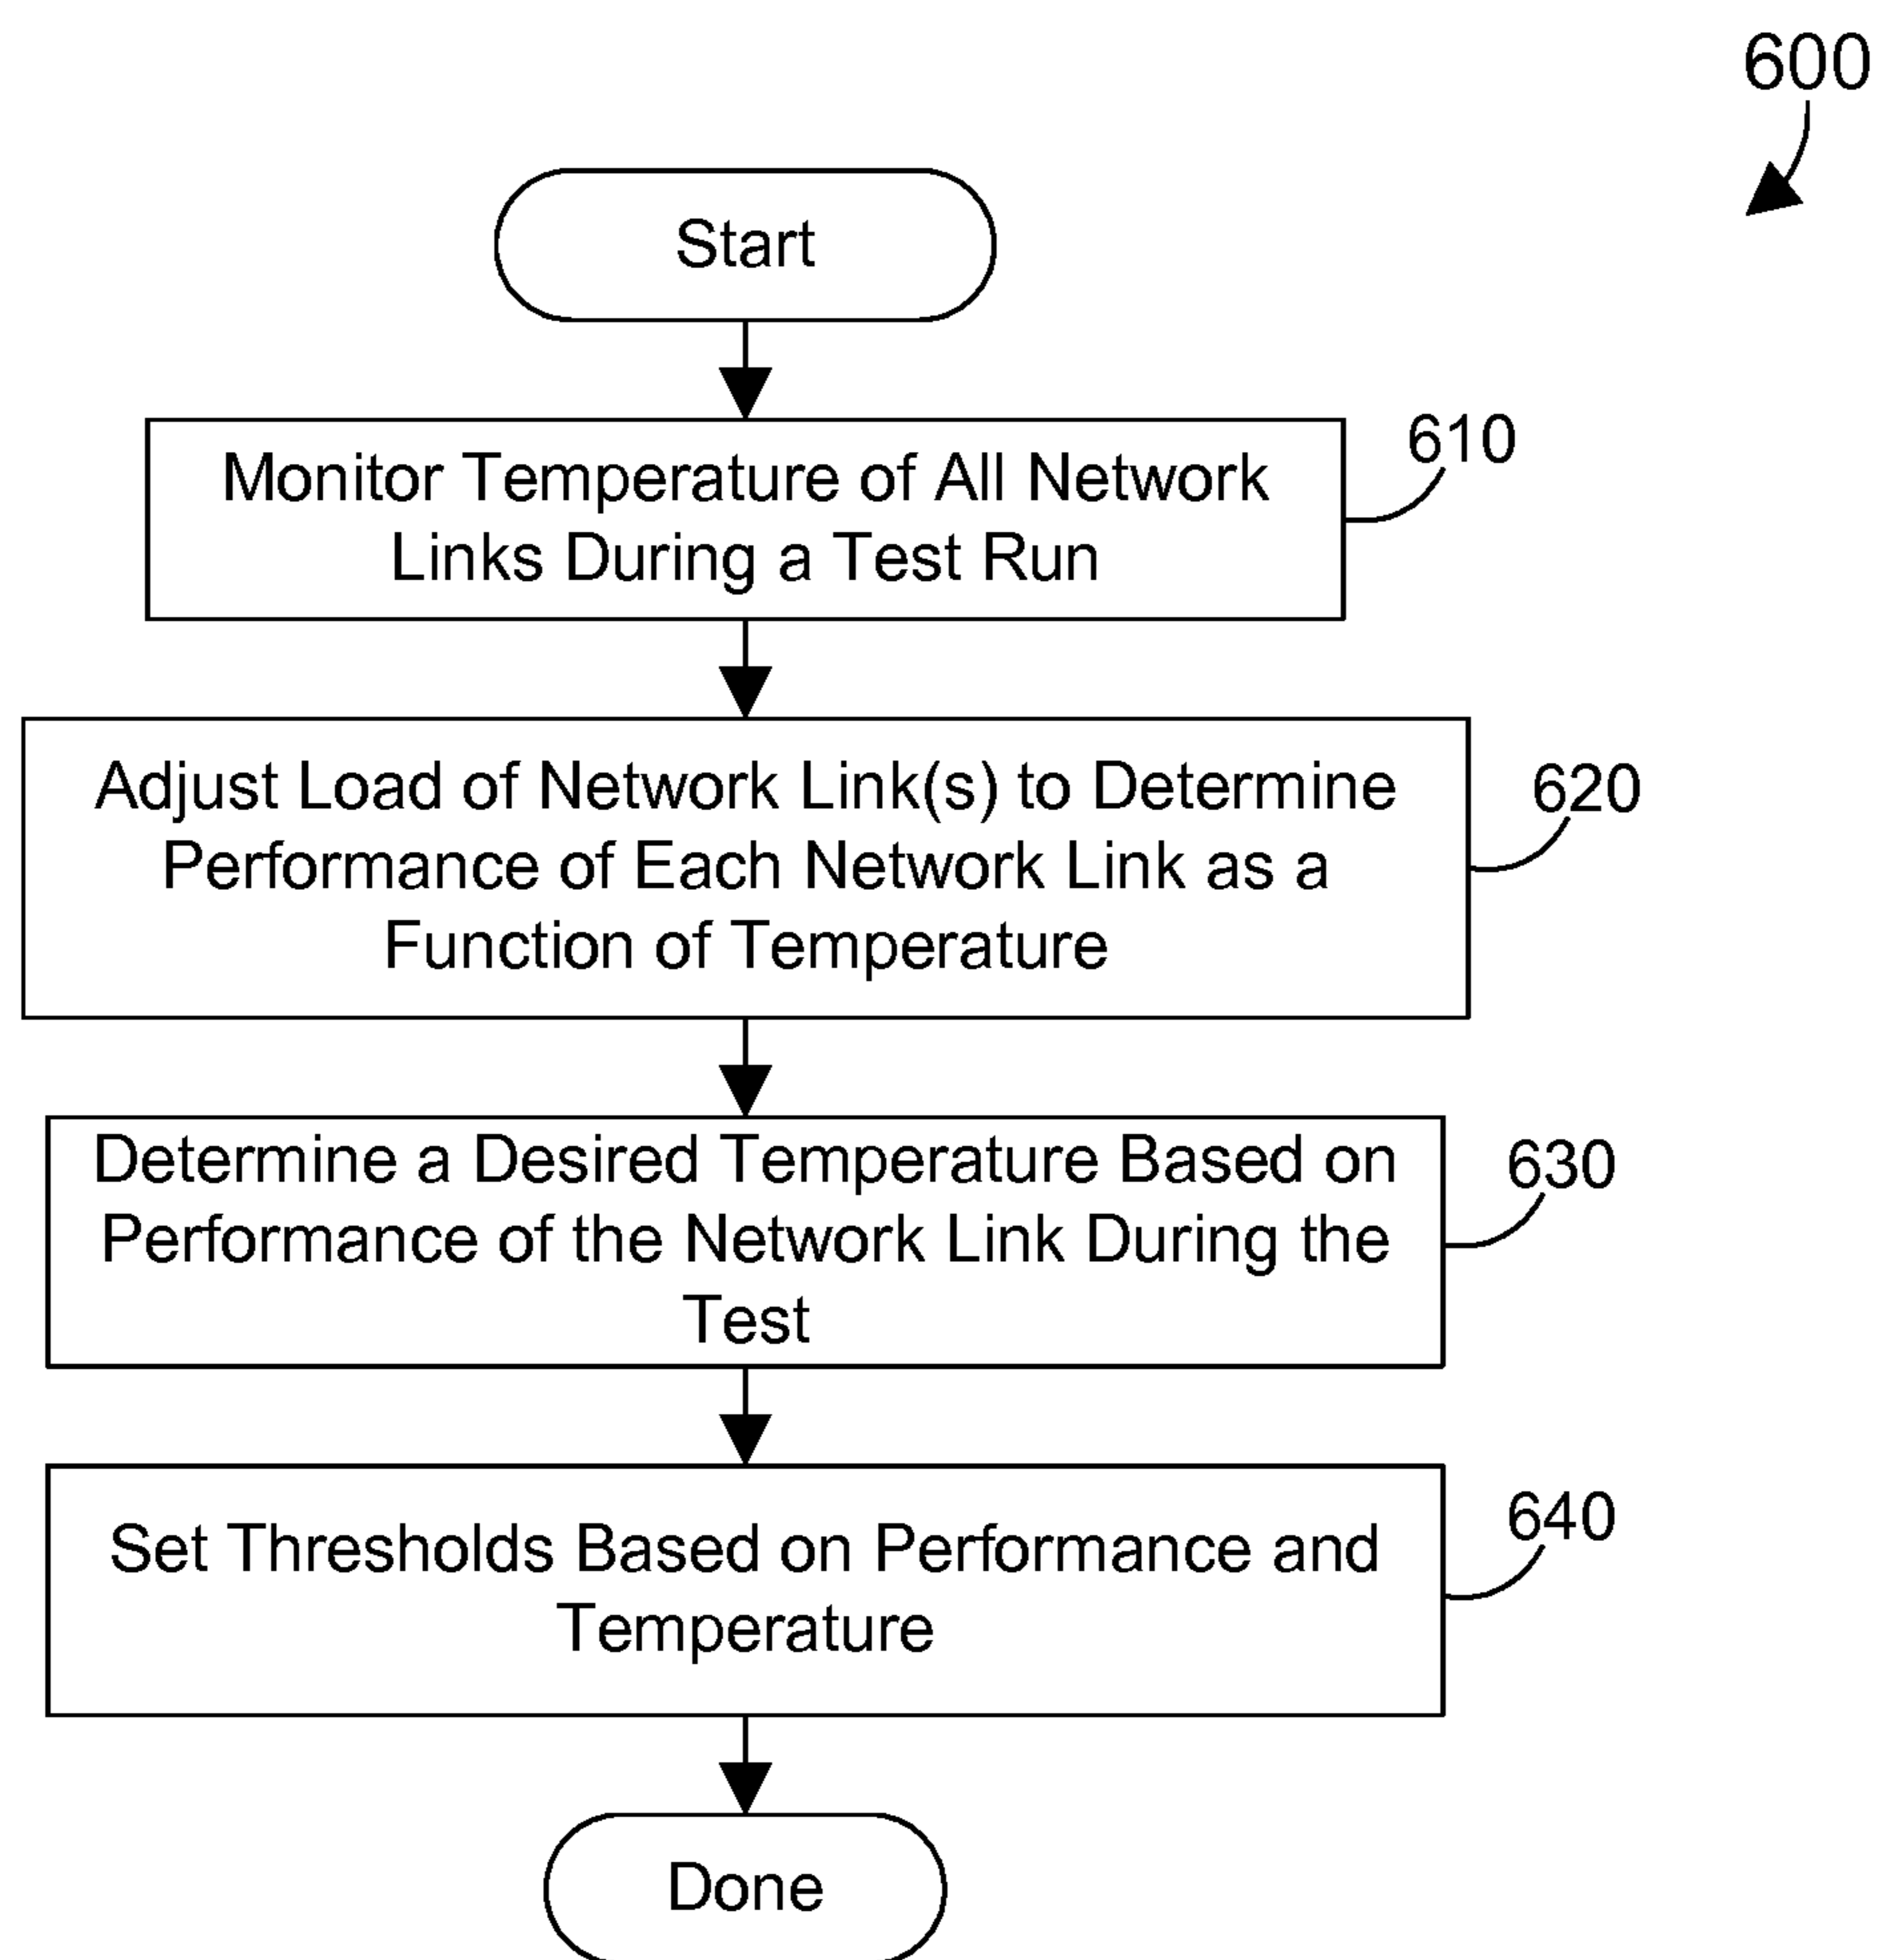 600
Start
Monitor Temperature of All Network
Links During a Test Run
610
Adjust Load of Network Link(s) to Determine
Performance of Each Network Link as a
Function of Temperature
620
Determine a Desired Temperature Based on
Performance of the Network Link During the
Test
630
Set Thresholds Based on Performance and
Temperature
640
Done